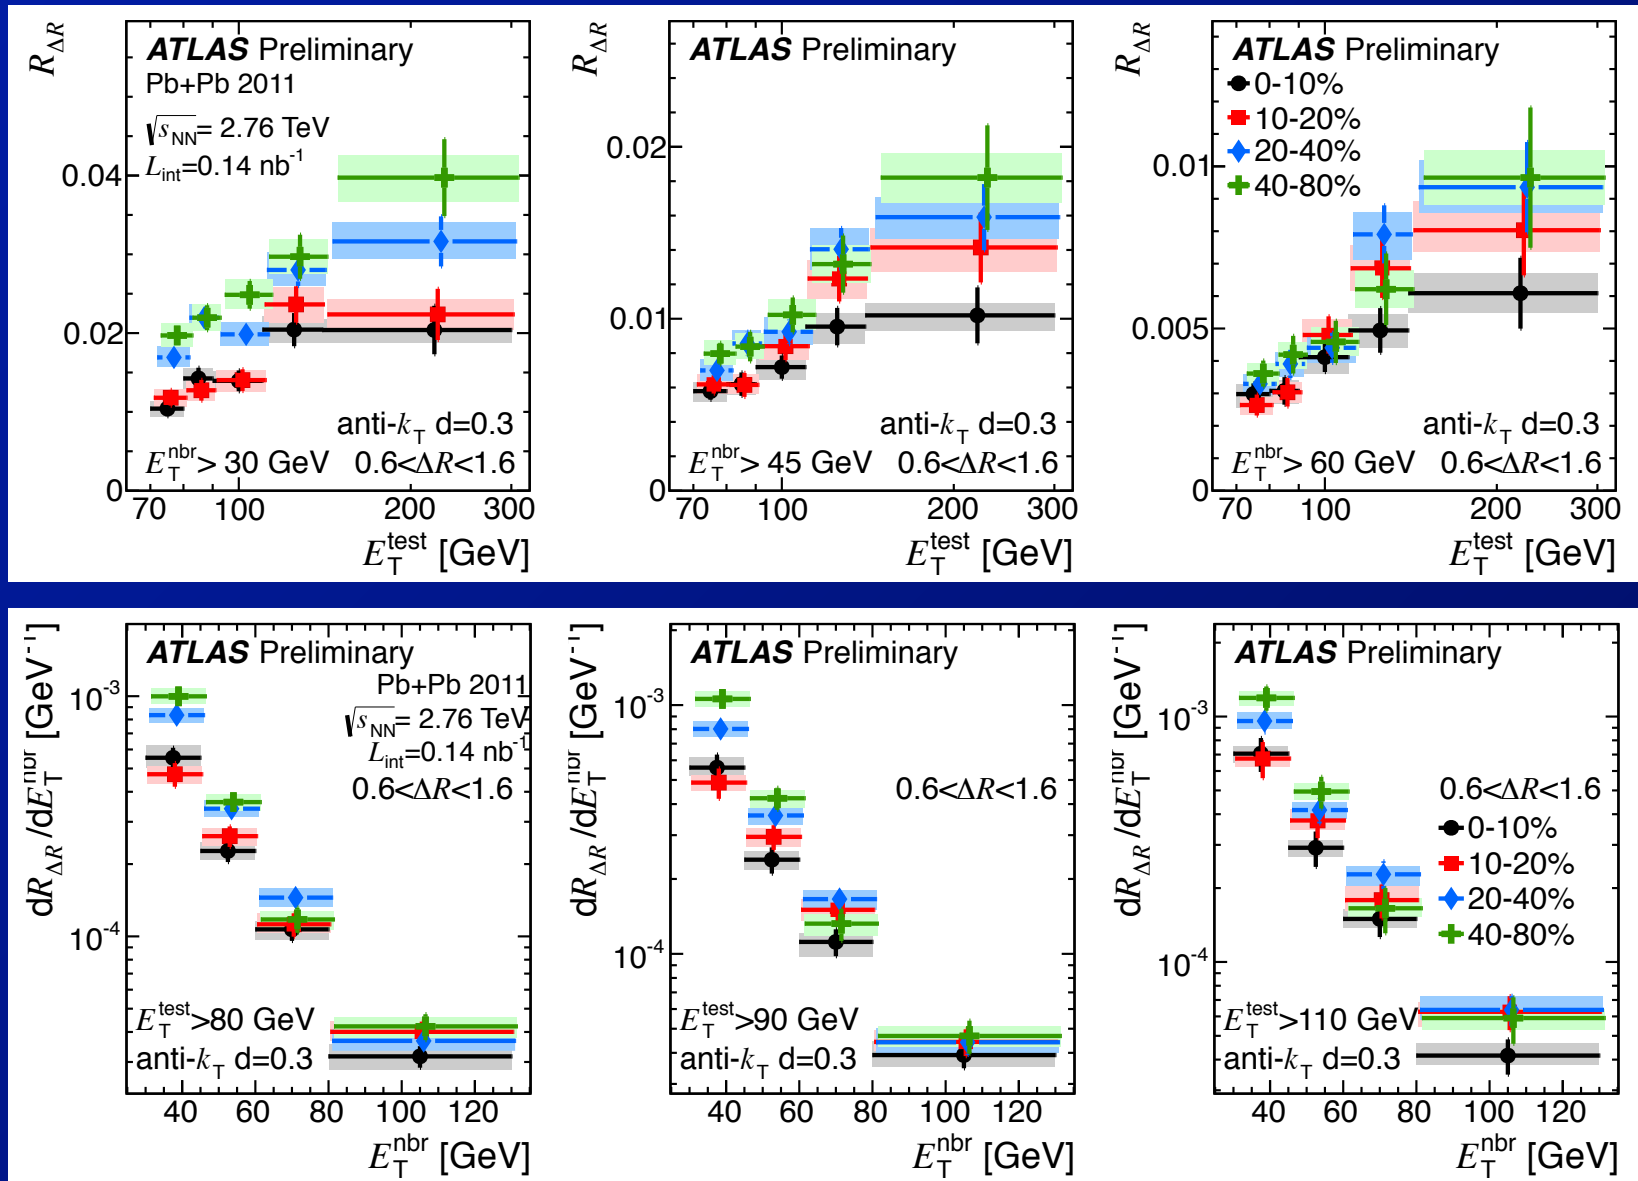 R_ΔR
ATLAS Preliminary
Pb+Pb 2011
√s_NN = 2.76 TeV
L_int=0.14 nb^-1
0.04
0.02
0
anti-k_T d=0.3
E_T^nbr > 30 GeV 0.6<ΔR<1.6
70 100 200 300
E_T^test [GeV]
R_ΔR
ATLAS Preliminary
0.02
0.01
0
anti-k_T d=0.3
E_T^nbr > 45 GeV 0.6<ΔR<1.6
70 100 200 300
E_T^test [GeV]
R_ΔR
ATLAS Preliminary
0-10%
10-20%
20-40%
40-80%
0.01
0.005
0
anti-k_T d=0.3
E_T^nbr > 60 GeV 0.6<ΔR<1.6
70 100 200 300
E_T^test [GeV]
dR_ΔR/dE_T^nbr [GeV^-1]
ATLAS Preliminary
Pb+Pb 2011
√s_NN = 2.76 TeV
L_int=0.14 nb^-1
0.6<ΔR<1.6
10^-3
10^-4
E_T^test >80 GeV
anti-k_T d=0.3
40 60 80 100 120
E_T^nbr [GeV]
dR_ΔR/dE_T^nbr [GeV^-1]
ATLAS Preliminary
0.6<ΔR<1.6
10^-3
10^-4
E_T^test >90 GeV
anti-k_T d=0.3
40 60 80 100 120
E_T^nbr [GeV]
dR_ΔR/dE_T^nbr [GeV^-1]
ATLAS Preliminary
10^-3
10^-4
0.6<ΔR<1.6
0-10%
10-20%
20-40%
40-80%
E_T^test >110 GeV
anti-k_T d=0.3
40 60 80 100 120
E_T^nbr [GeV]